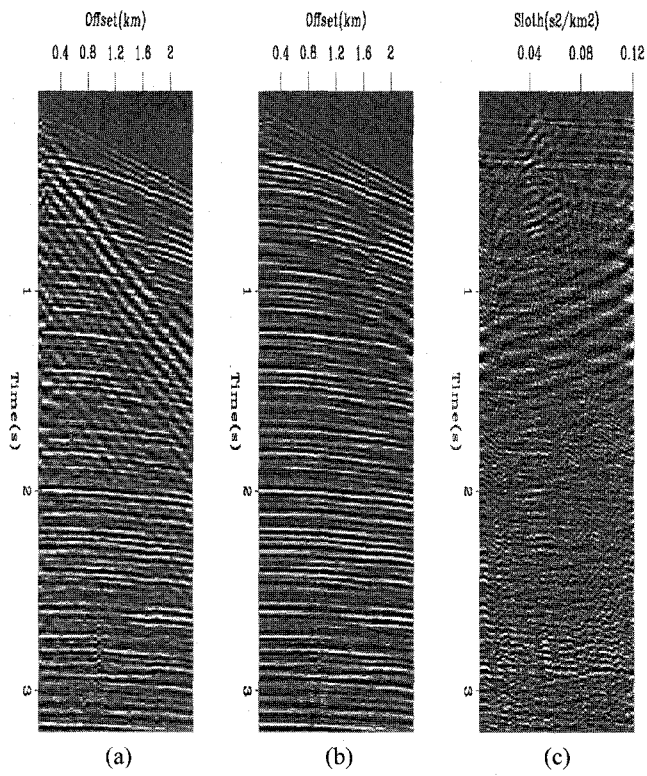 Offset(km)
0.4 0.8 1.2 1.6 2
Time(s)
1
2
3
(a)
Offset(km)
0.4 0.8 1.2 1.6 2
Time(s)
1
2
3
(b)
Sloth(s2/km2)
0.04 0.08 0.12
Time(s)
1
2
3
(c)